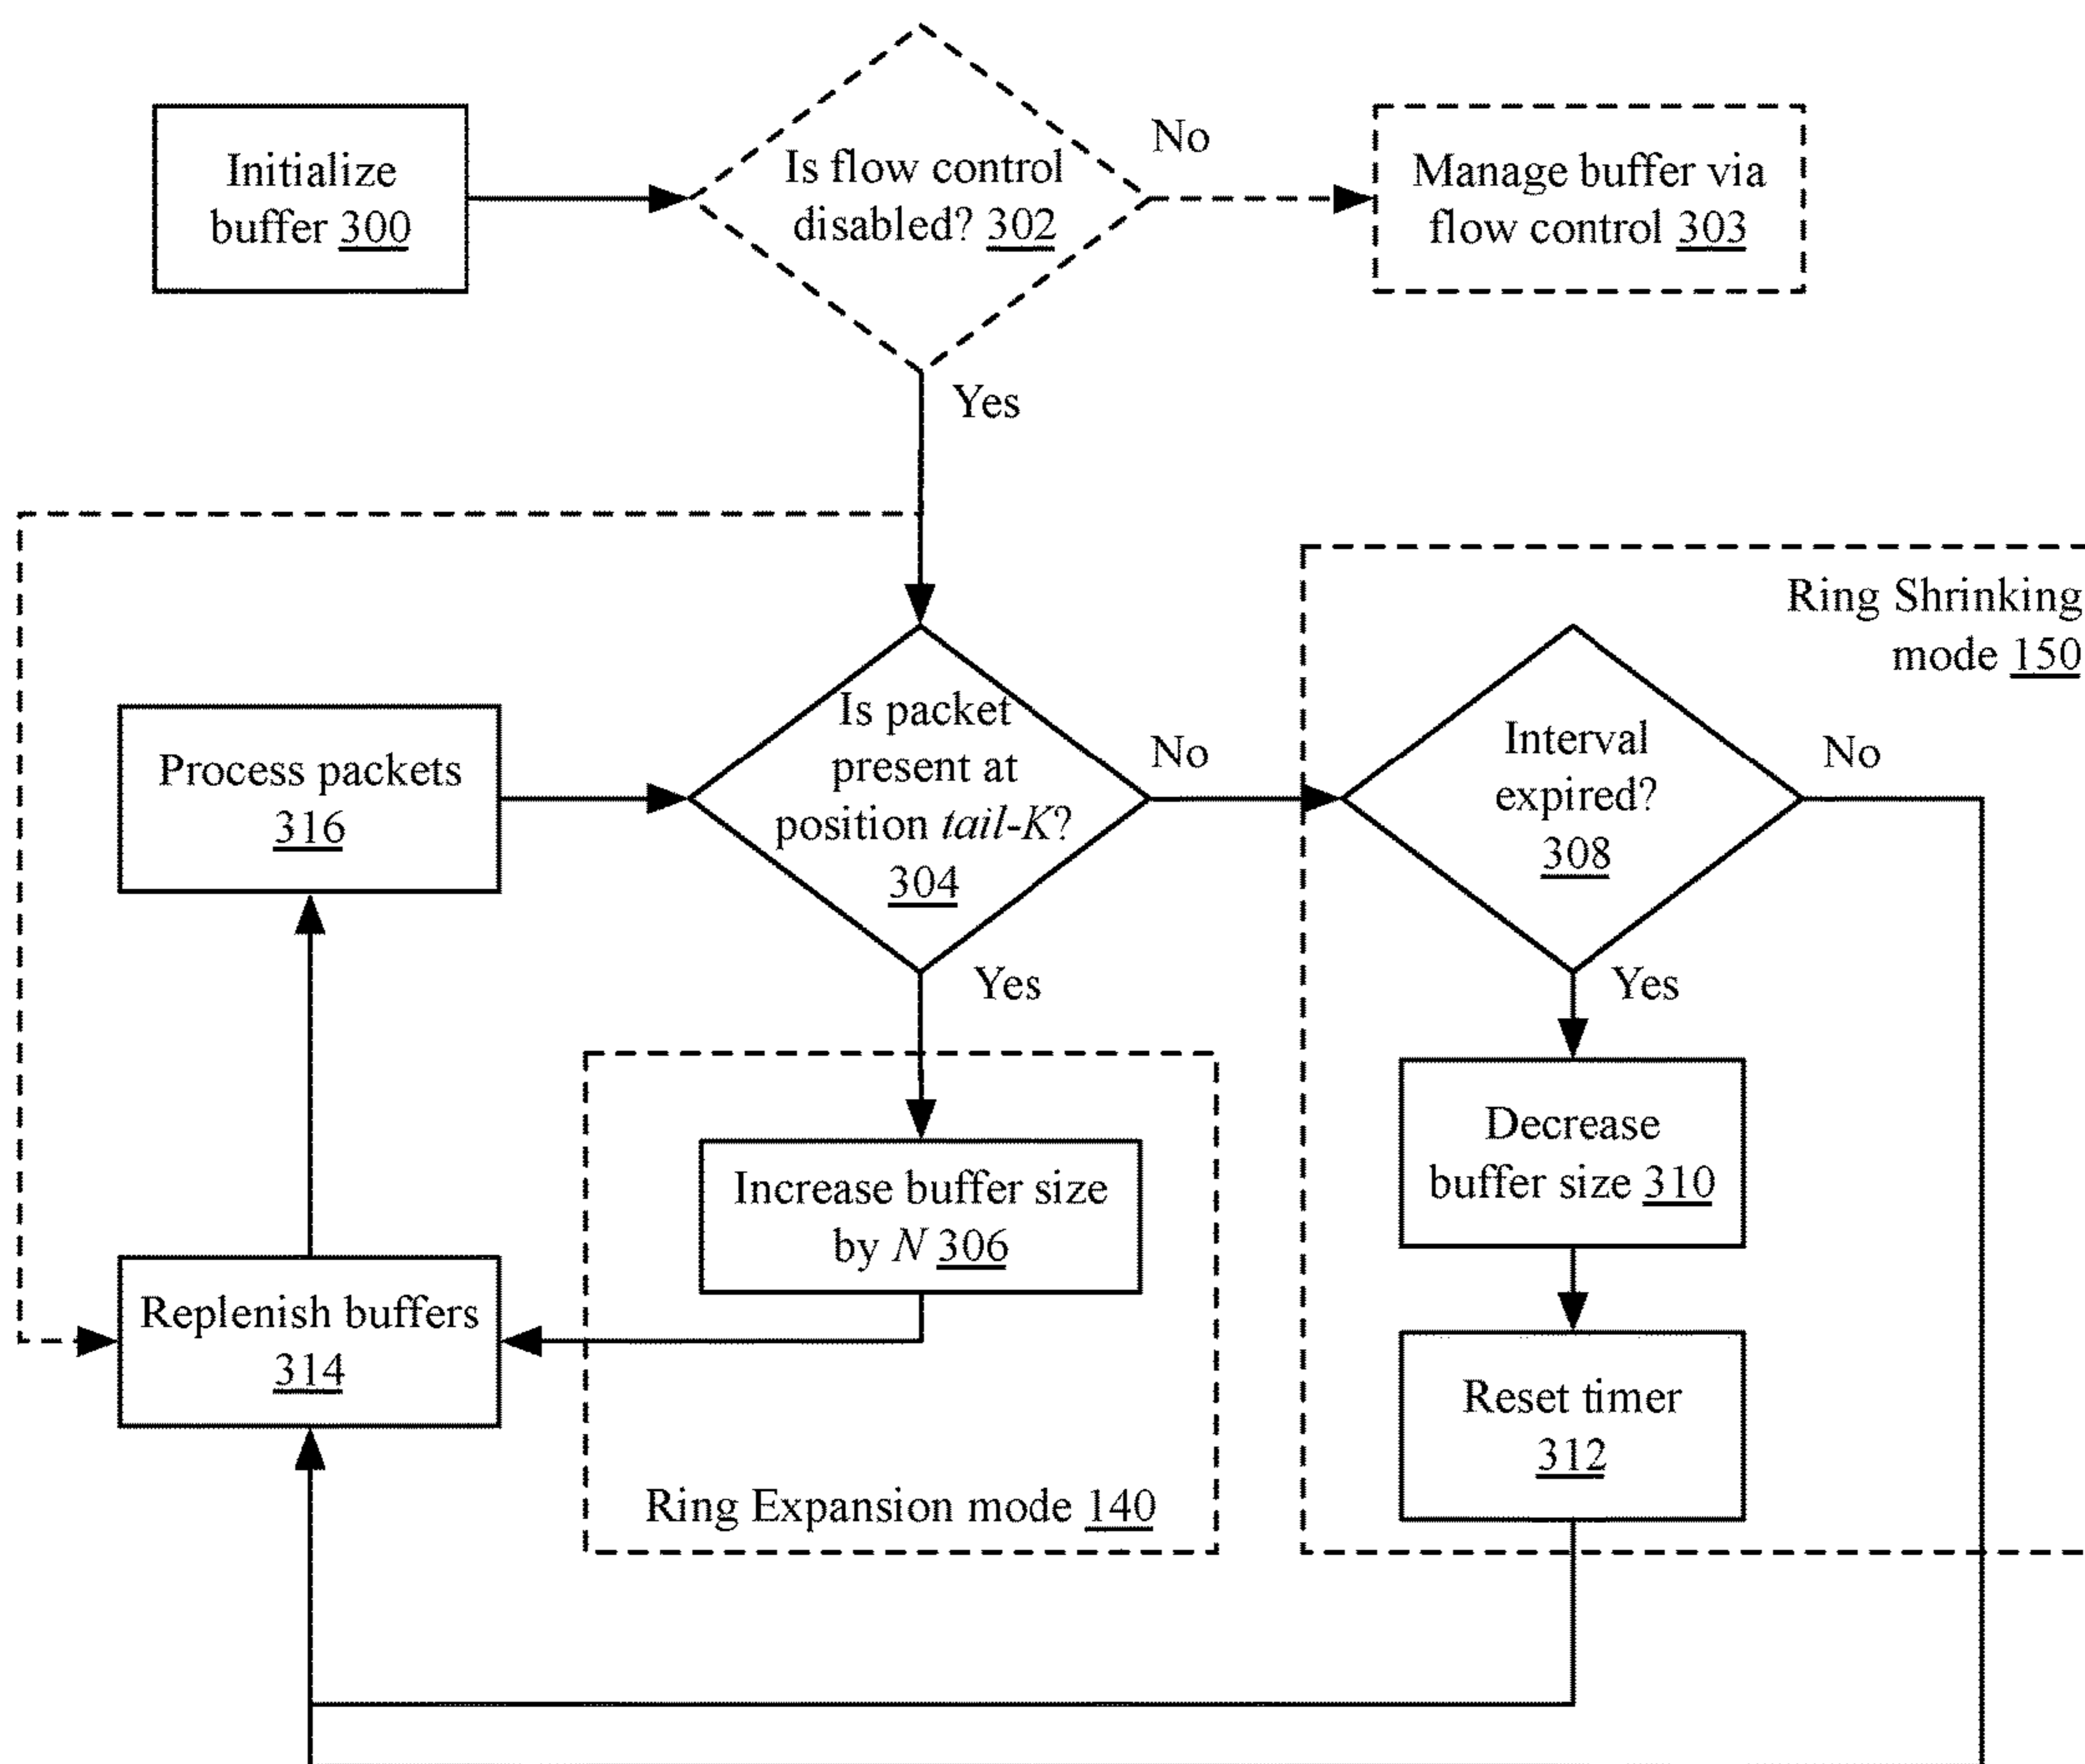 Initialize
buffer 300
Is flow control
disabled? 302
No
Manage buffer via
flow control 303
Yes
Ring Shrinking
mode 150
Process packets
316
Is packet
present at
position tail-K?
304
No
Interval
expired?
308
No
Yes
Yes
Increase buffer size
by N 306
Decrease
buffer size 310
Replenish buffers
314
Reset timer
312
Ring Expansion mode 140